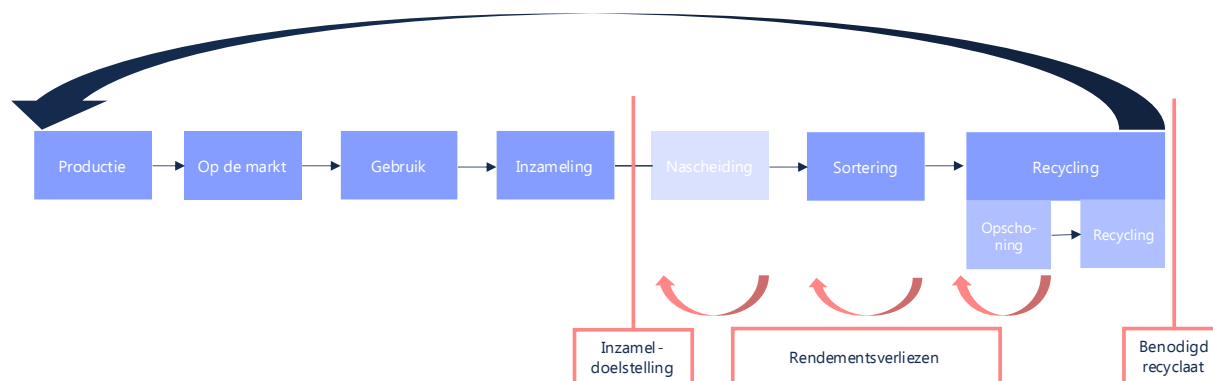 Productie
Op de markt
Gebruik
Inzameling
Nascheiding
Sortering
Recycling
Opscho-
ning
Recycling
Inzamel-
doelstelling
Rendementsverliezen
Benodigd
recyclaat